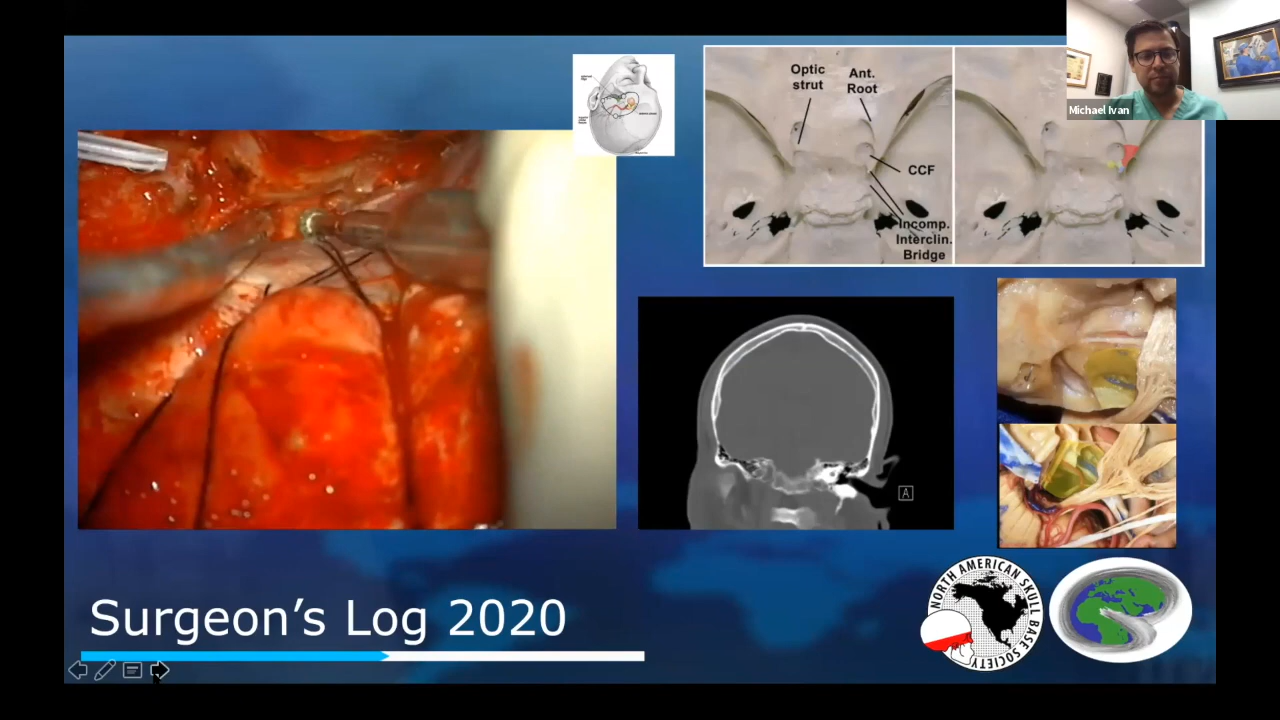 Optic
strut
Ant.
Root
CCF
Incomp.
Interclin.
Bridge
Michael Ivan
A
Surgeon's Log 2020
NORTH AMERICAN SKULL BASE SOCIETY